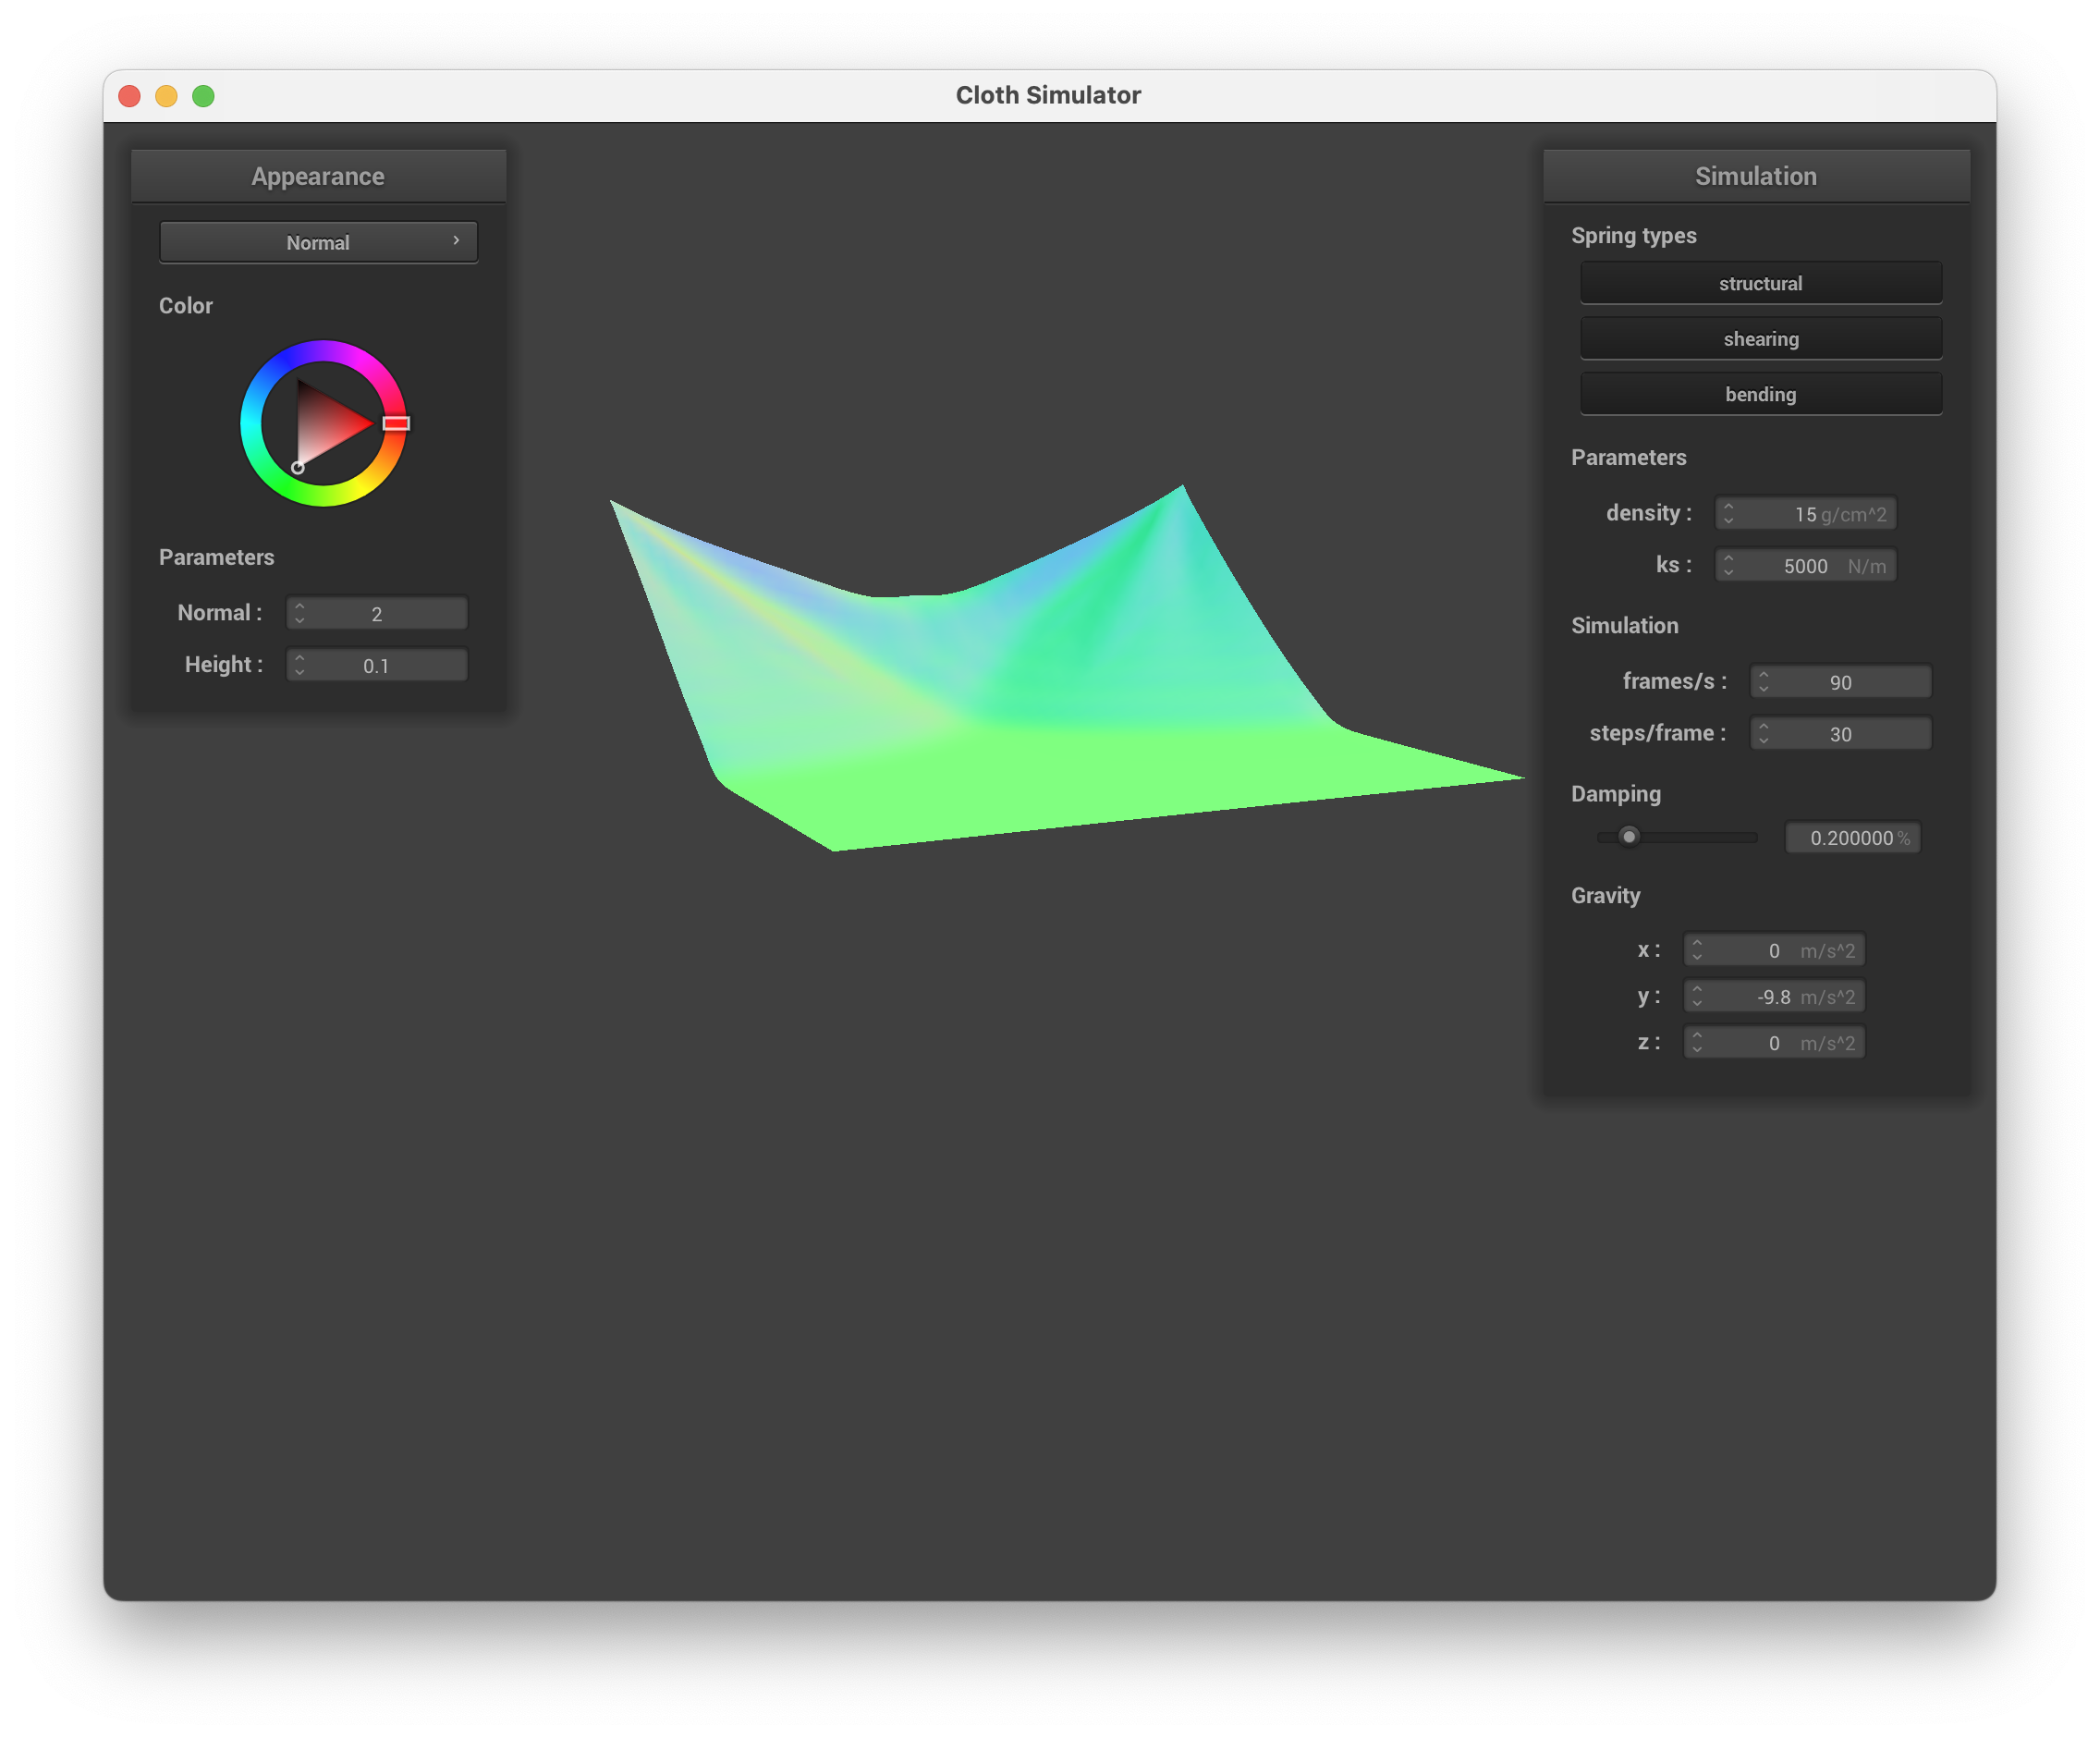 Cloth Simulator
Appearance
Normal
Color
Parameters
Normal : 2
Height : 0.1
Simulation
Spring types
structural
shearing
bending
Parameters
density : 15 g/cm^2
ks : 5000 N/m
Simulation
frames/s : 90
steps/frame : 30
Damping
0.200000 %
Gravity
x : 0 m/s^2
y : -9.8 m/s^2
z : 0 m/s^2